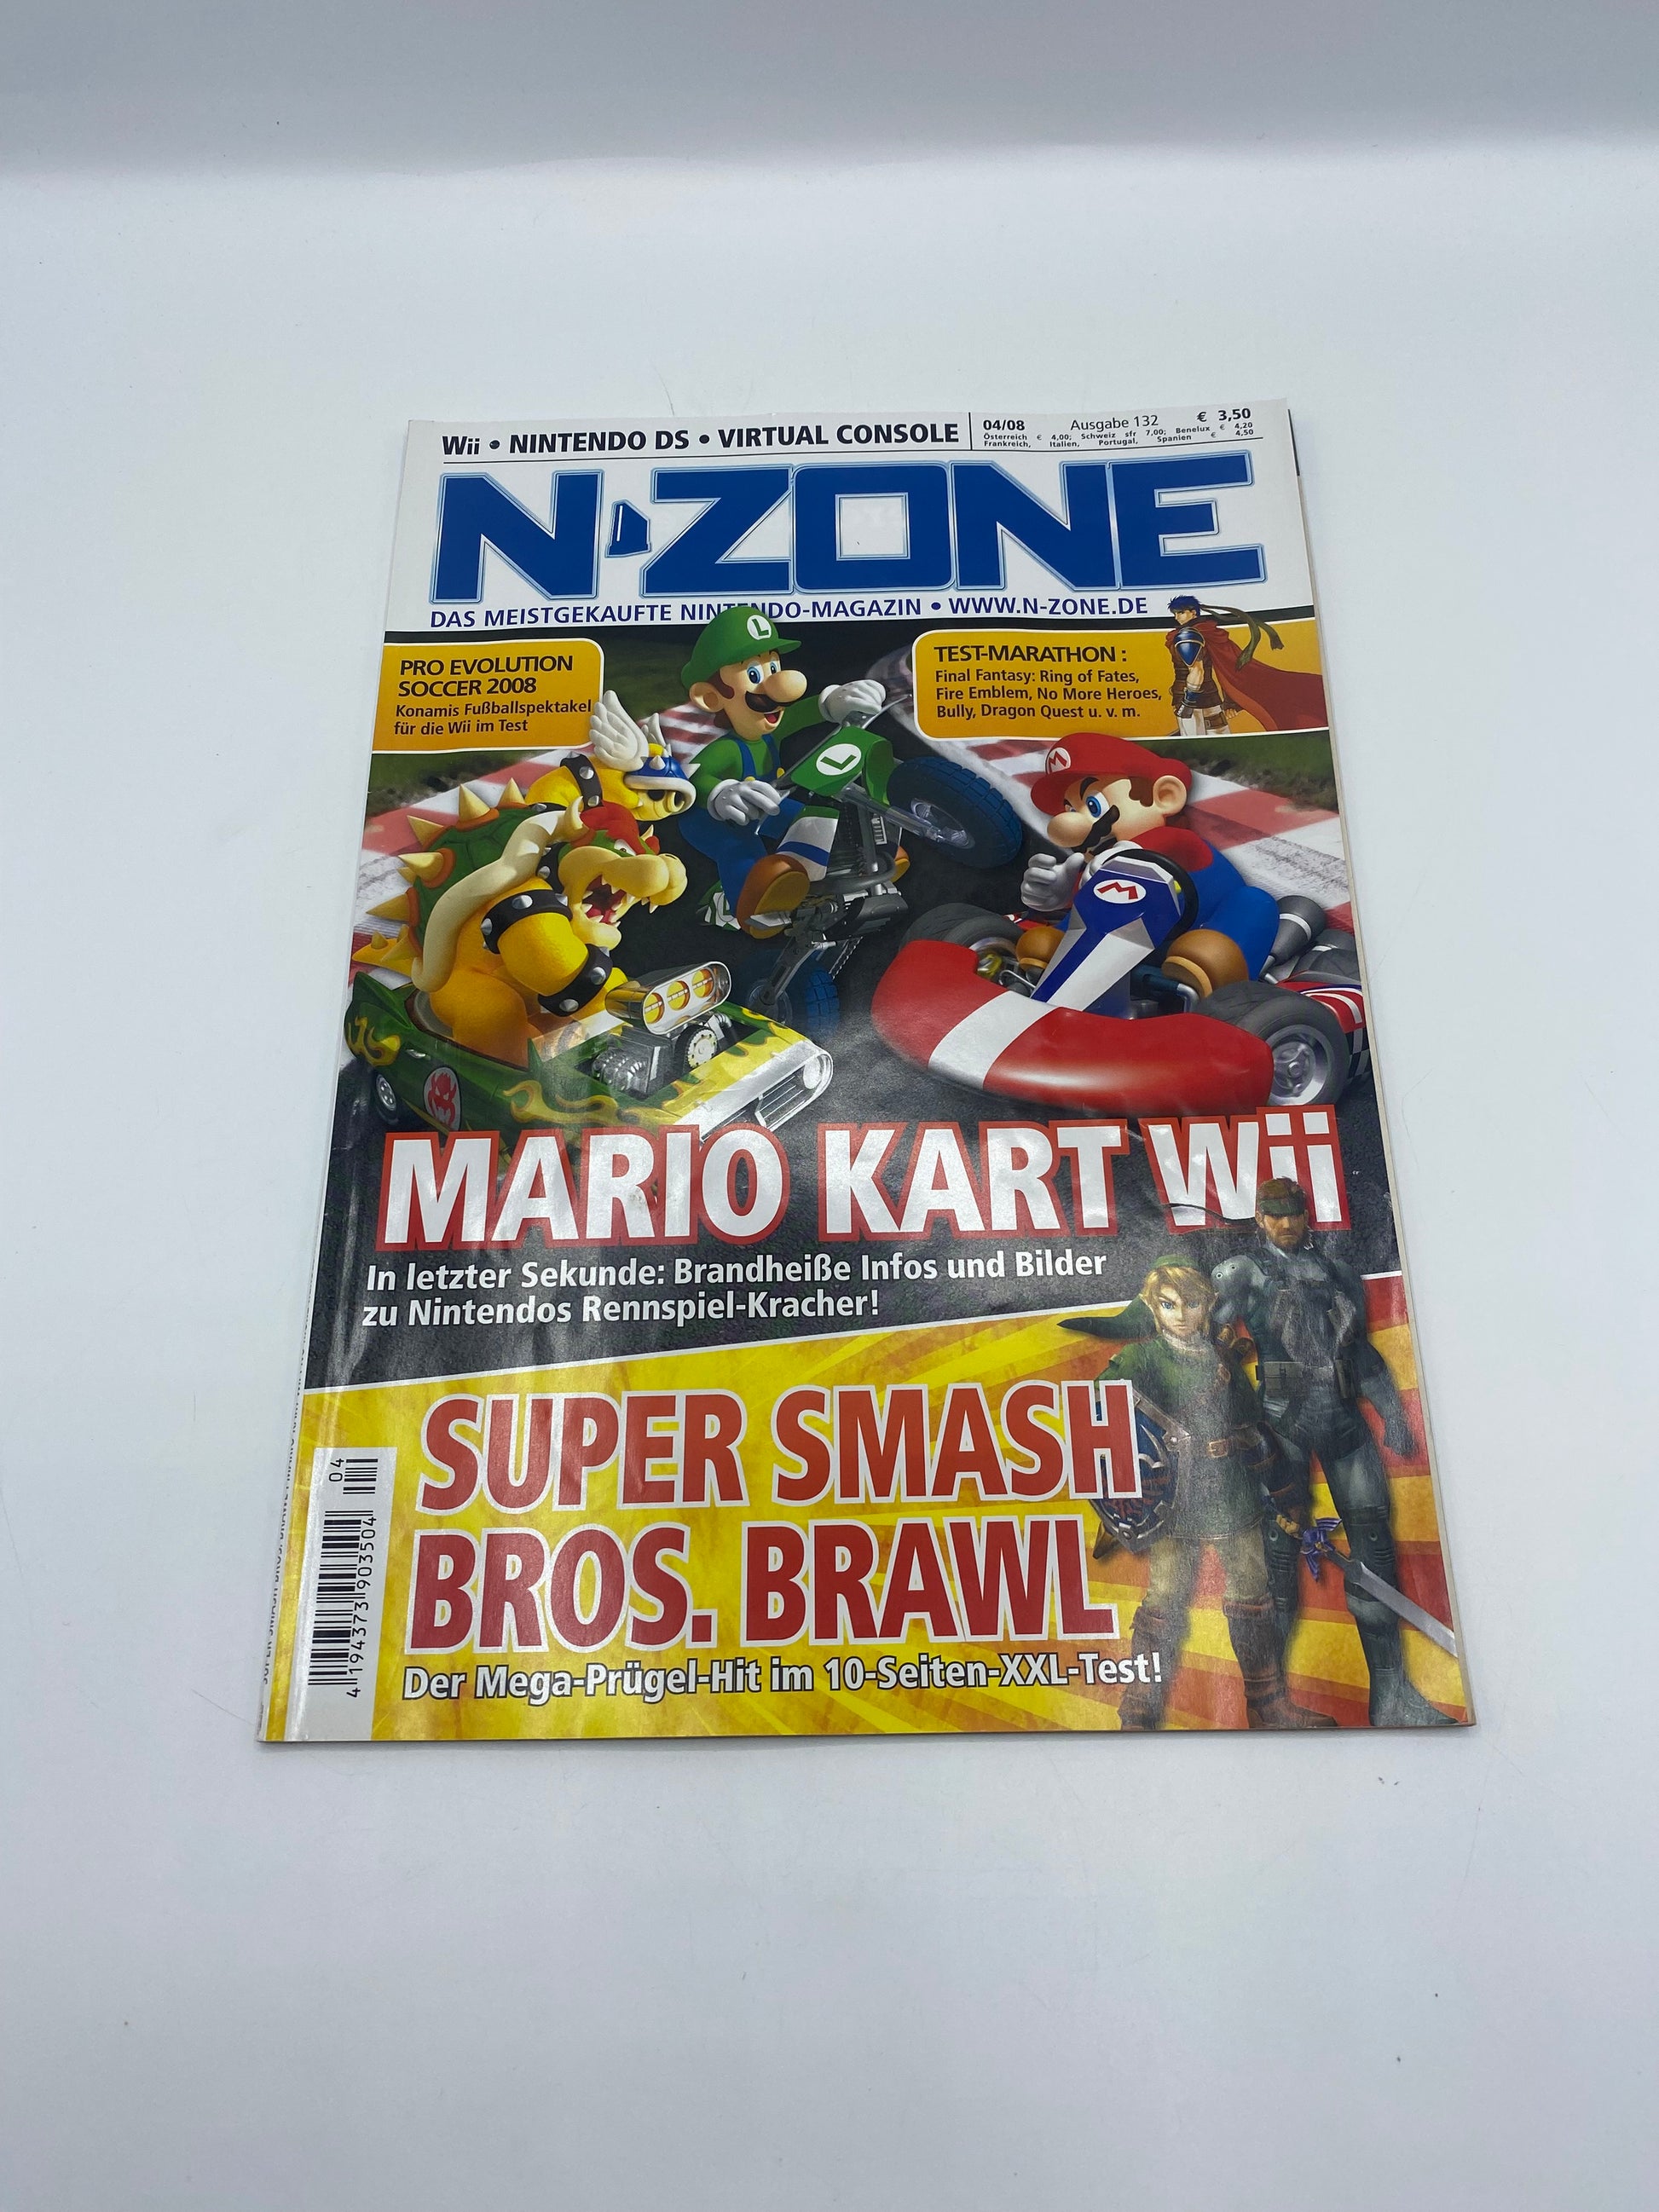 Wii • NINTENDO DS • VIRTUAL CONSOLE
04/08 Ausgabe 132 € 3,50
Österreich € 4,00; Schweiz sfr 7,00; Benelux € 4,20
Frankreich, Italien, Portugal, Spanien € 4,50
N-ZONE
DAS MEISTGEKAUFTE NINTENDO-MAGAZIN • WWW.N-ZONE.DE
PRO EVOLUTION
SOCCER 2008
Konamis Fußballspektakel
für die Wii im Test
TEST-MARATHON :
Final Fantasy: Ring of Fates,
Fire Emblem, No More Heroes,
Bully, Dragon Quest u. v. m.
L
L
M
M
MARIO KART Wii
In letzter Sekunde: Brandheiße Infos und Bilder
zu Nintendos Rennspiel-Kracher!
SUPER SMASH
BROS. BRAWL
Der Mega-Prügel-Hit im 10-Seiten-XXL-Test!
04
4 194373 903504